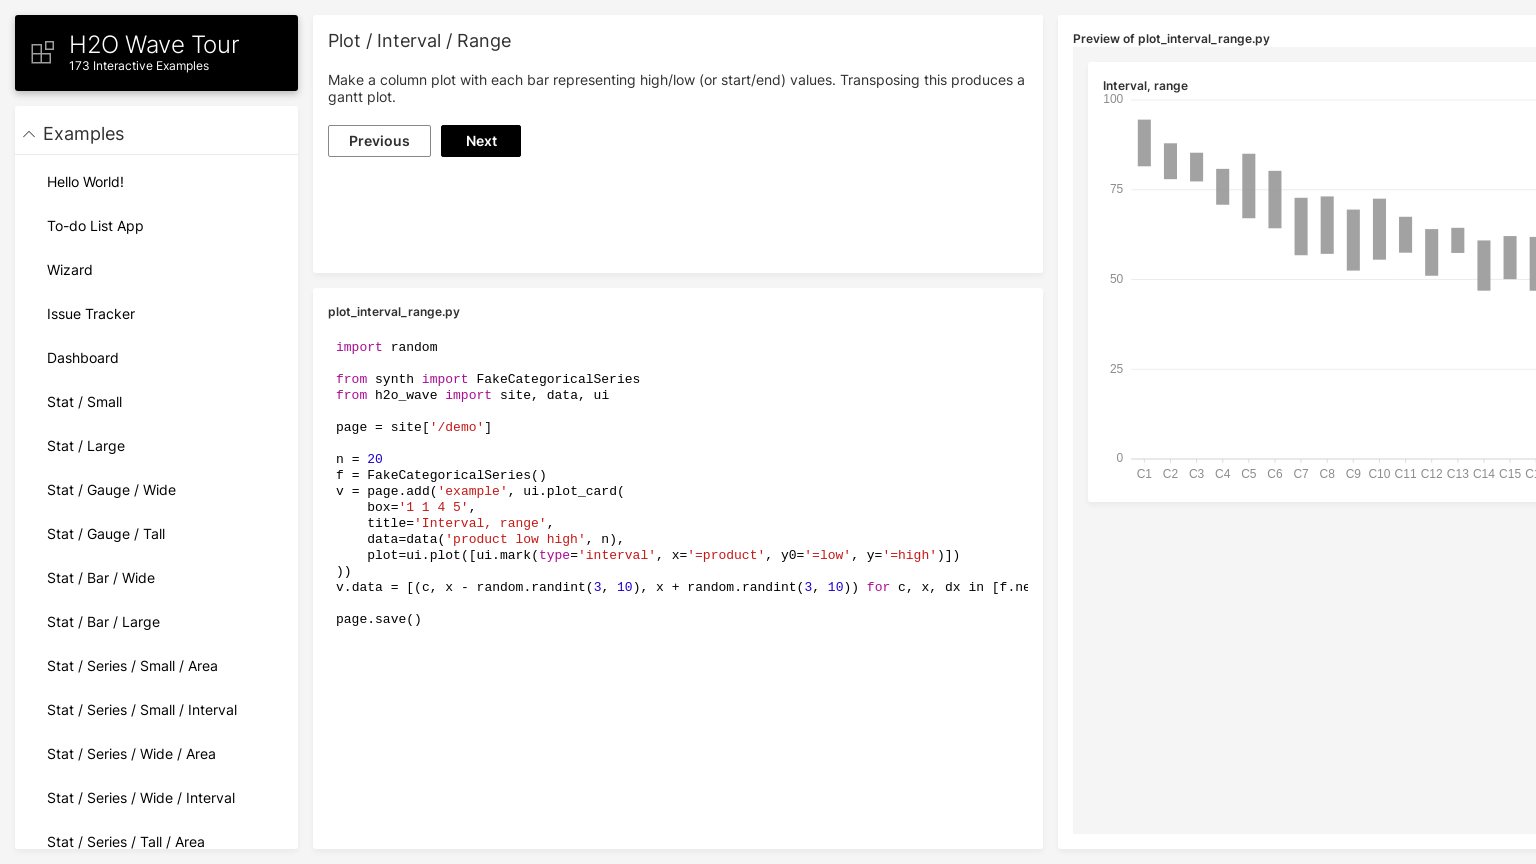 H2O Wave Tour
173 Interactive Examples
Examples
Hello World!
To-do List App
Wizard
Issue Tracker
Dashboard
Stat / Small
Stat / Large
Stat / Gauge / Wide
Stat / Gauge / Tall
Stat / Bar / Wide
Stat / Bar / Large
Stat / Series / Small / Area
Stat / Series / Small / Interval
Stat / Series / Wide / Area
Stat / Series / Wide / Interval
Stat / Series / Tall / Area
Plot / Interval / Range
Make a column plot with each bar representing high/low (or start/end) values. Transposing this produces a
gantt plot.
Previous
Next
plot_interval_range.py
import random
from synth import FakeCategoricalSeries
from h2o_wave import site, data, ui
page = site['/demo']
n = 20
f = FakeCategoricalSeries()
v = page.add('example', ui.plot_card(
    box='1 1 4 5',
    title='Interval, range',
    data=data('product low high', n),
    plot=ui.plot([ui.mark(type='interval', x='=product', y0='=low', y='=high')])
))
v.data = [(c, x - random.randint(3, 10), x + random.randint(3, 10)) for c, x, dx in [f.ne
page.save()
Preview of plot_interval_range.py
Interval, range
100
75
50
25
0
C1 C2 C3 C4 C5 C6 C7 C8 C9 C10 C11 C12 C13 C14 C15